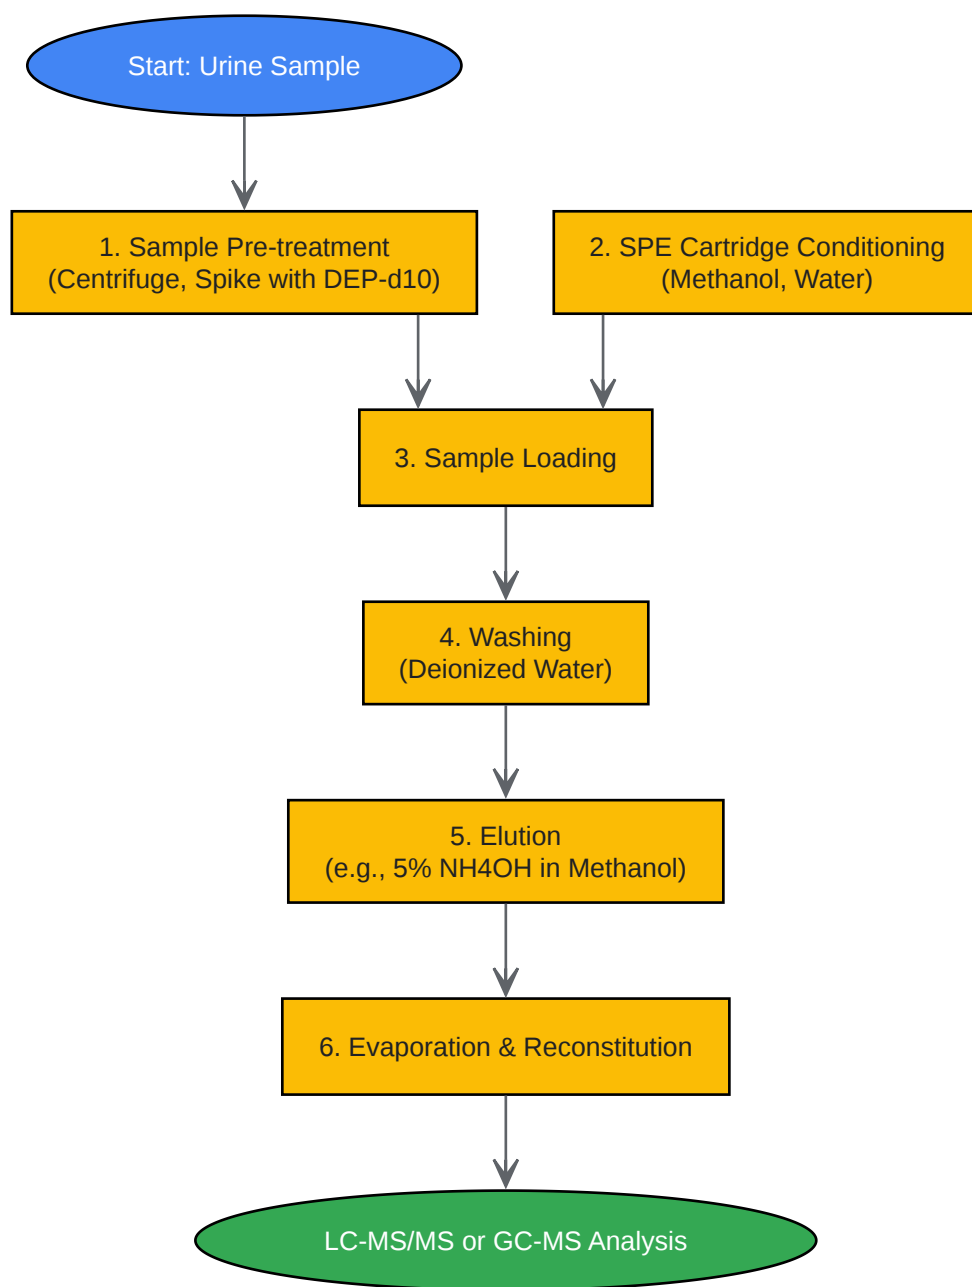 Start: Urine Sample
1. Sample Pre-treatment
(Centrifuge, Spike with DEP-d10)
2. SPE Cartridge Conditioning
(Methanol, Water)
3. Sample Loading
4. Washing
(Deionized Water)
5. Elution
(e.g., 5% NH4OH in Methanol)
6. Evaporation & Reconstitution
LC-MS/MS or GC-MS Analysis